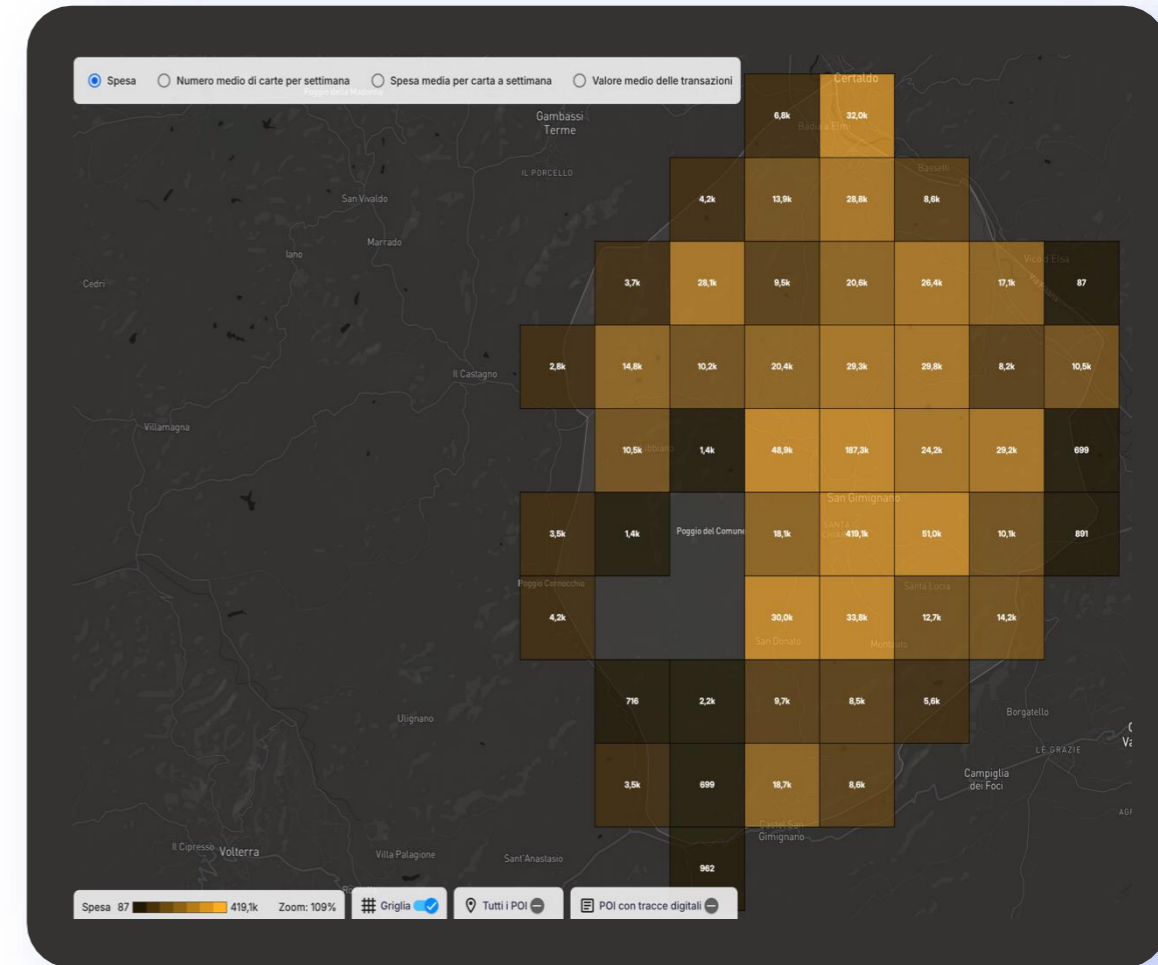 Spesa Numero medio di carte per settimana Spesa media per carta a settimana Valore medio delle transazioni
Certaldo
Gambassi
Terme
6,8k 32,0k
IL PORCELLO
San Vivaldo
4,2k 13,9k 28,8k 8,6k
Marrado
Iano
Vico d'Elsa
Cedri
3,7k 28,1k 9,5k 20,6k 26,4k 17,1k 87
Il Castagno
2,8k 14,8k 10,2k 20,4k 29,3k 29,8k 8,2k 10,5k
Villamagna
10,5k 1,4k 48,9k 187,3k 24,2k 29,2k 699
San Gimignano
Poggio del Comune
3,5k 1,4k 18,1k 419,1k 51,0k 10,1k 891
Poggio Cornocchio
Santa Lucia
4,2k 30,0k 33,8k 12,7k 14,2k
San Donato Montauto
716 2,2k 9,7k 8,5k 5,6k
Ulignano
Borgatello
LE GRAZIE
Campiglia
dei Foci
3,5k 699 18,7k 8,6k
Castel San
Gimignano
Il Cipresso
Volterra
Villa Palagione
Sant'Anastasio
962
Spesa 87 419,1k Zoom: 109% Griglia Tutti i POI POI con tracce digitali